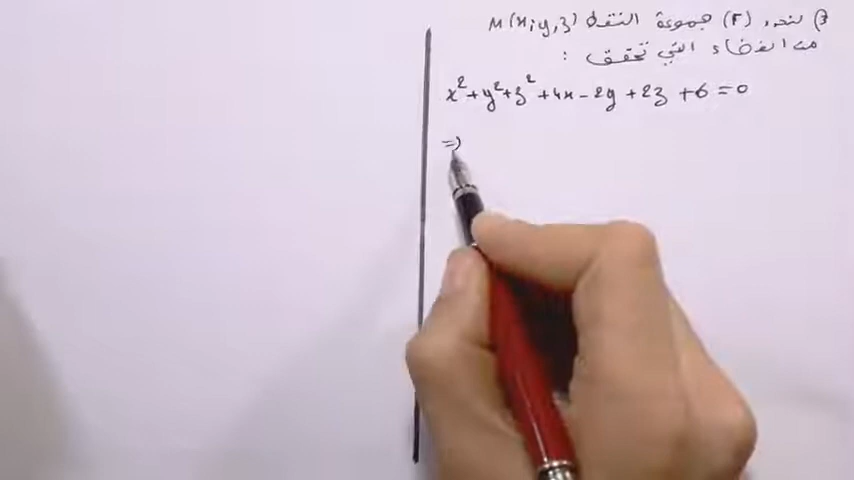 3) لنحدد (Γ) مجموعة النقط M(x,y,z)
من الفضاء التي تحقق :
x²+y²+z²+4x-2y+2z+6=0
=>